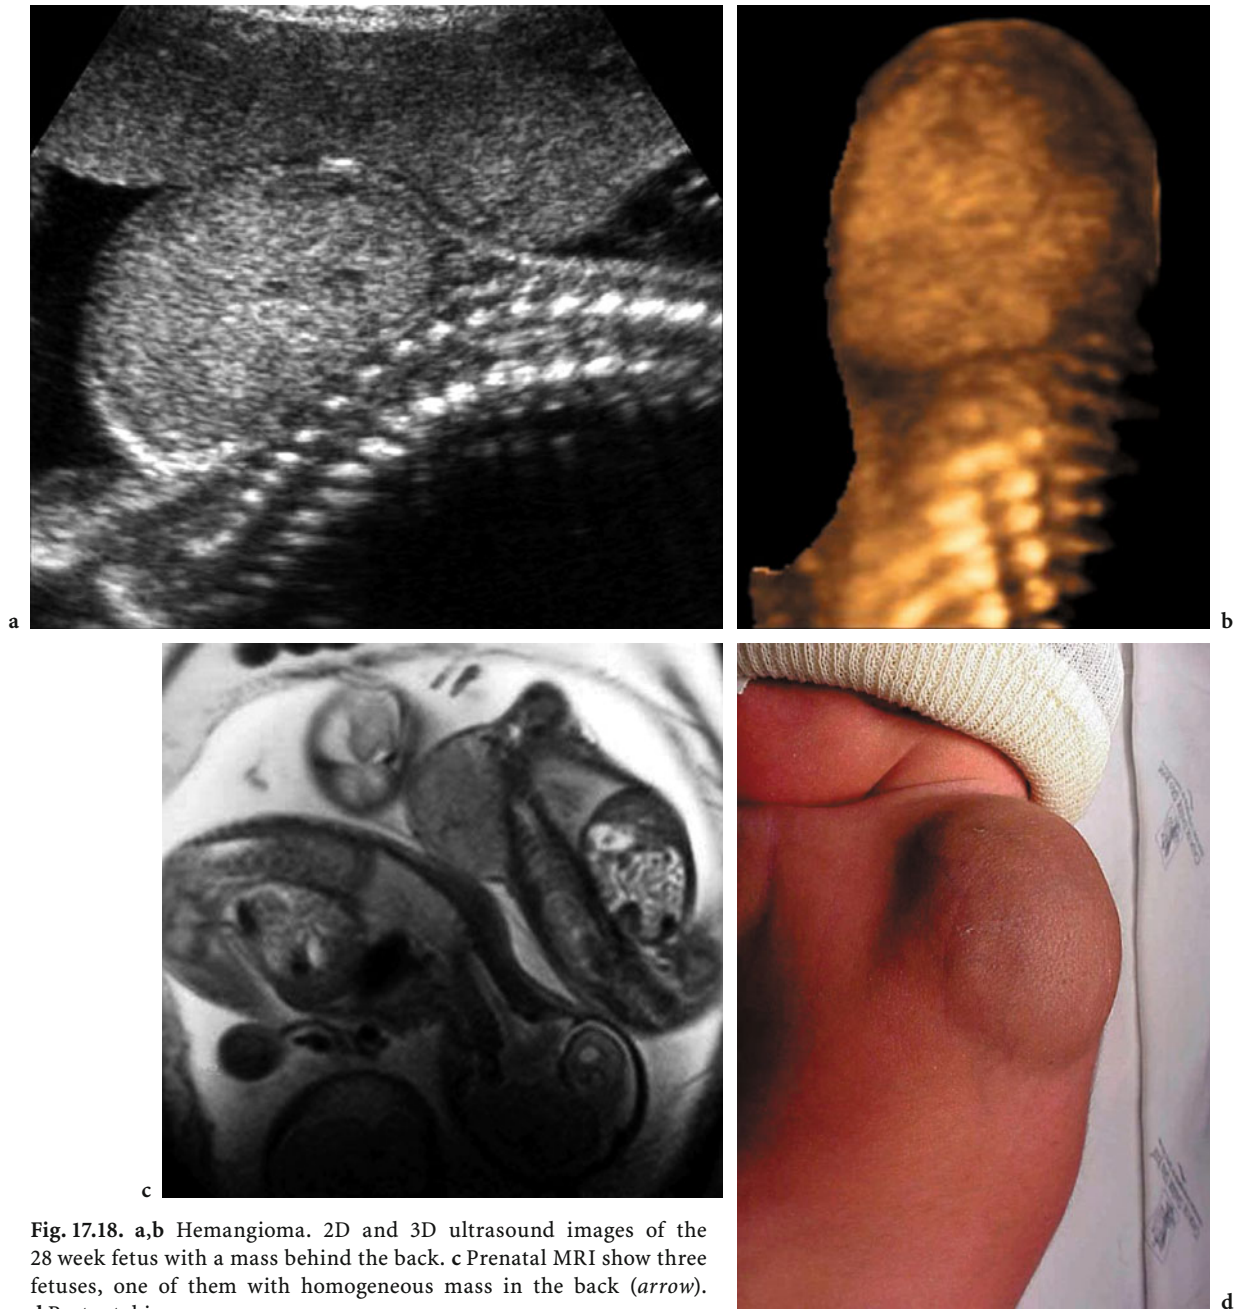 a
b
c
Fig. 17.18. a,b Hemangioma. 2D and 3D ultrasound images of the
28 week fetus with a mass behind the back. c Prenatal MRI show three
fetuses, one of them with homogeneous mass in the back (arrow).
d